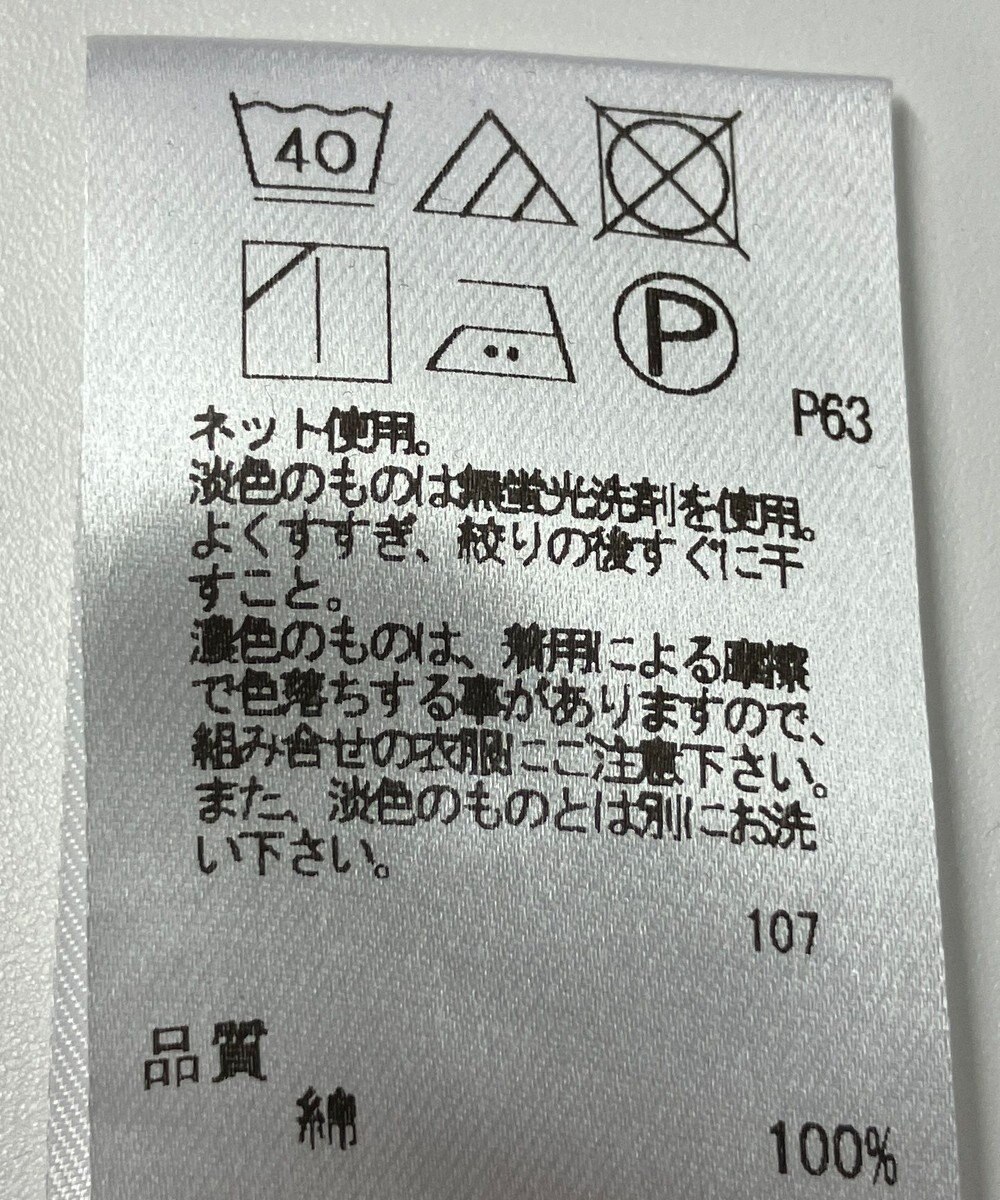 40
P
P63
ネット使用。
淡色のものは無蛍光洗剤を使用。
よくすすぎ、絞りの後すぐに干
すこと。
濃色のものは、着用による摩擦
で色落ちする事がありますので、
組み合せの衣服にご注意下さい。
また、淡色のものとは別にお洗
い下さい。
107
品質
綿 100%